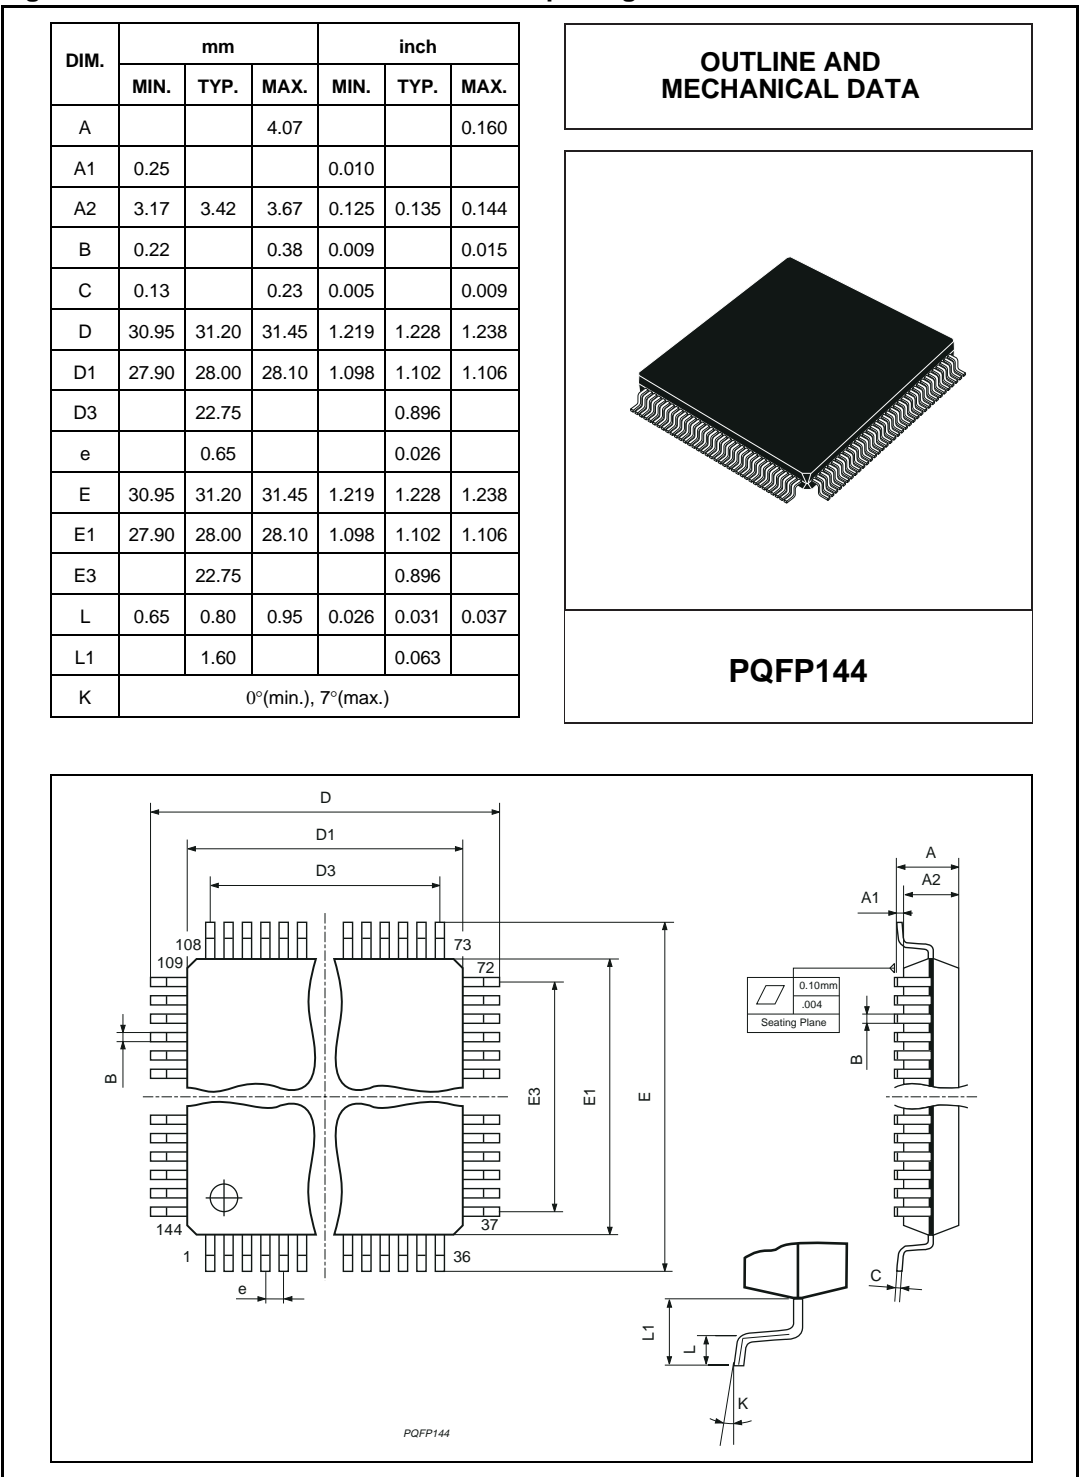 DIM. mm inch
MIN. TYP. MAX. MIN. TYP. MAX.
A 4.07 0.160
A1 0.25 0.010
A2 3.17 3.42 3.67 0.125 0.135 0.144
B 0.22 0.38 0.009 0.015
C 0.13 0.23 0.005 0.009
D 30.95 31.20 31.45 1.219 1.228 1.238
D1 27.90 28.00 28.10 1.098 1.102 1.106
D3 22.75 0.896
e 0.65 0.026
E 30.95 31.20 31.45 1.219 1.228 1.238
E1 27.90 28.00 28.10 1.098 1.102 1.106
E3 22.75 0.896
L 0.65 0.80 0.95 0.026 0.031 0.037
L1 1.60 0.063
K 0°(min.), 7°(max.)
OUTLINE AND
MECHANICAL DATA
PQFP144
D
D1
D3
108 73
109 72
B
E3
E1
E
144 37
1 36
e
A
A2
A1
0.10mm
.004
Seating Plane
B
C
L1
L
K
PQFP144